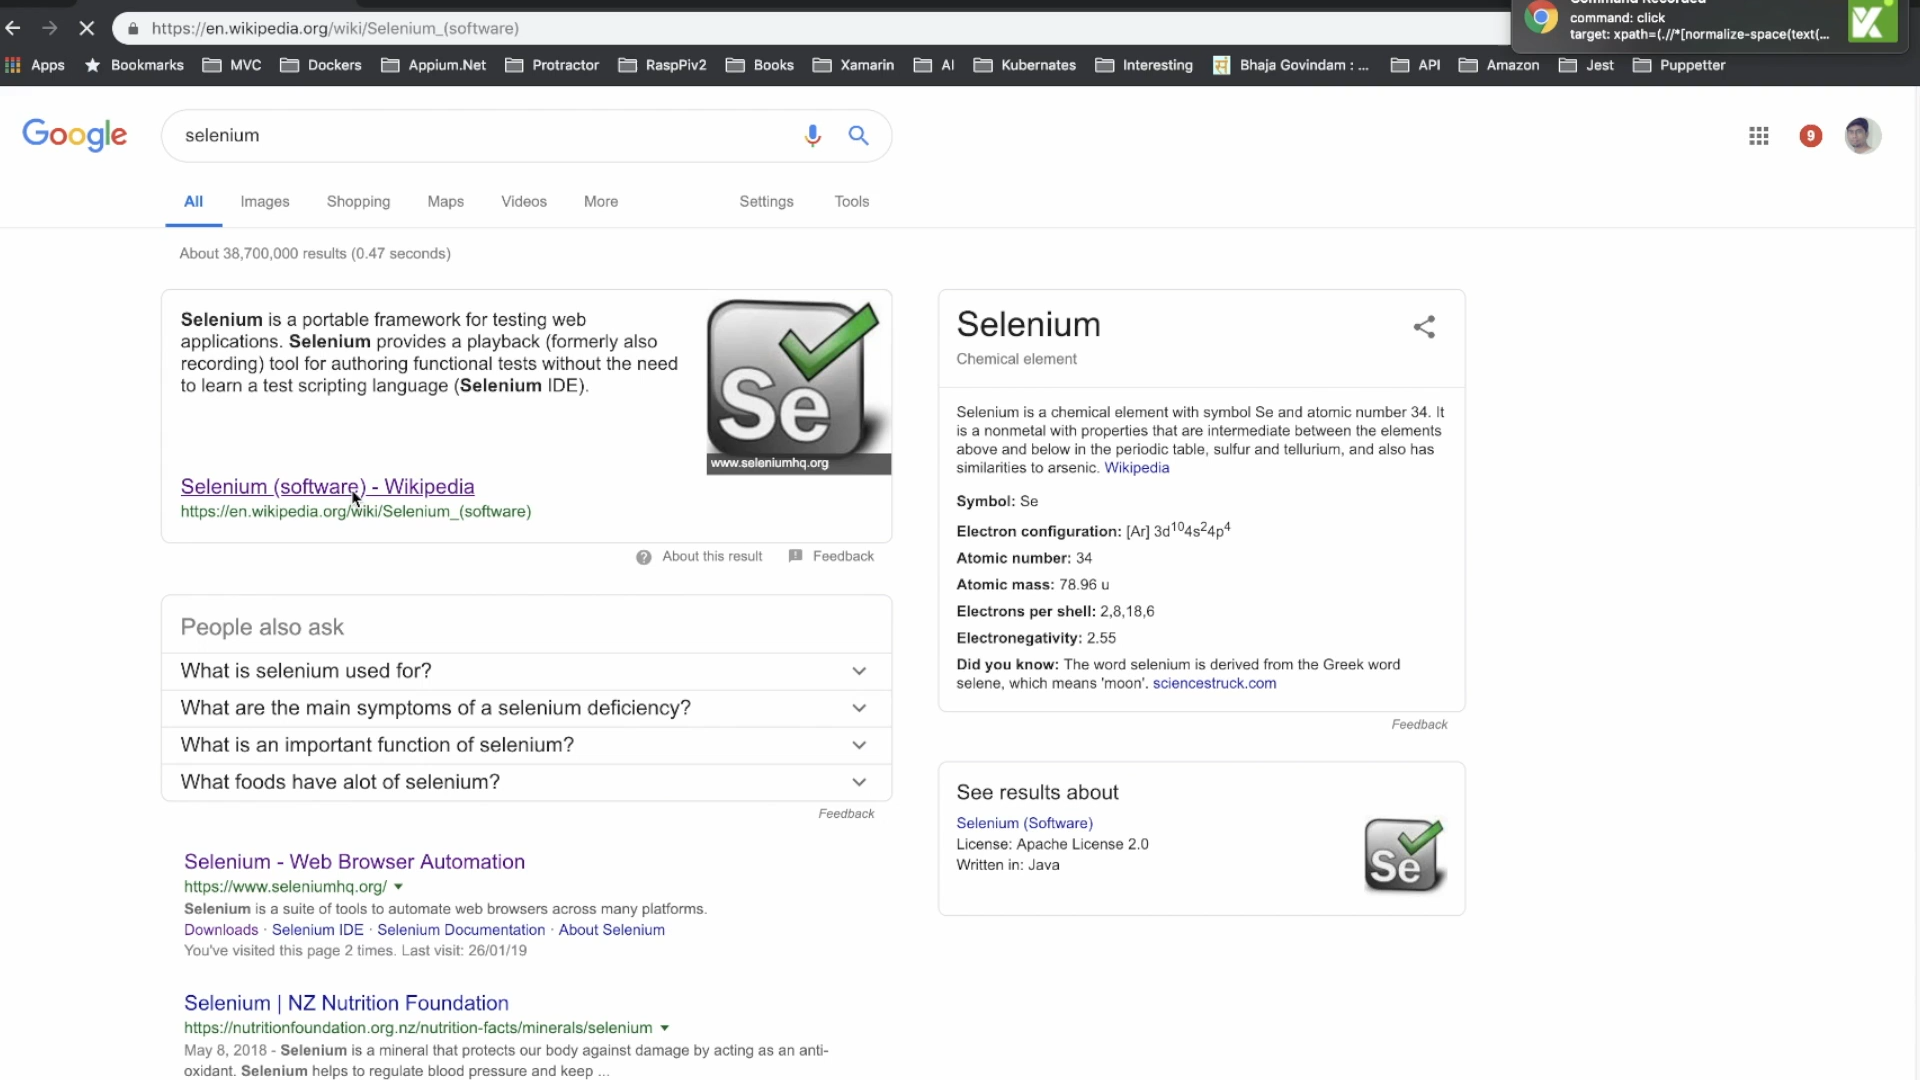 Command Recorded
command: click
target: xpath=(.//*[normalize-space(text(...
https://en.wikipedia.org/wiki/Selenium_(software)
Apps Bookmarks MVC Dockers Appium.Net Protractor RaspPiv2 Books Xamarin AI Kubernates Interesting Bhaja Govindam : ... API Amazon Jest Puppetter
Google
selenium
9
All Images Shopping Maps Videos More Settings Tools
About 38,700,000 results (0.47 seconds)
Selenium is a portable framework for testing web
applications. Selenium provides a playback (formerly also
recording) tool for authoring functional tests without the need
to learn a test scripting language (Selenium IDE).
Se
www.seleniumhq.org
Selenium (software) - Wikipedia
https://en.wikipedia.org/wiki/Selenium_(software)
About this result Feedback
People also ask
What is selenium used for?
What are the main symptoms of a selenium deficiency?
What is an important function of selenium?
What foods have alot of selenium?
Feedback
Selenium - Web Browser Automation
https://www.seleniumhq.org/
Selenium is a suite of tools to automate web browsers across many platforms.
Downloads · Selenium IDE · Selenium Documentation · About Selenium
You've visited this page 2 times. Last visit: 26/01/19
Selenium | NZ Nutrition Foundation
https://nutritionfoundation.org.nz/nutrition-facts/minerals/selenium
May 8, 2018 - Selenium is a mineral that protects our body against damage by acting as an anti-
oxidant. Selenium helps to regulate blood pressure and keep ...
Selenium
Chemical element
Selenium is a chemical element with symbol Se and atomic number 34. It
is a nonmetal with properties that are intermediate between the elements
above and below in the periodic table, sulfur and tellurium, and also has
similarities to arsenic. Wikipedia
Symbol: Se
Electron configuration: [Ar] 3d¹⁰4s²4p⁴
Atomic number: 34
Atomic mass: 78.96 u
Electrons per shell: 2,8,18,6
Electronegativity: 2.55
Did you know: The word selenium is derived from the Greek word
selene, which means 'moon'. sciencestruck.com
Feedback
See results about
Selenium (Software)
License: Apache License 2.0
Written in: Java
Se